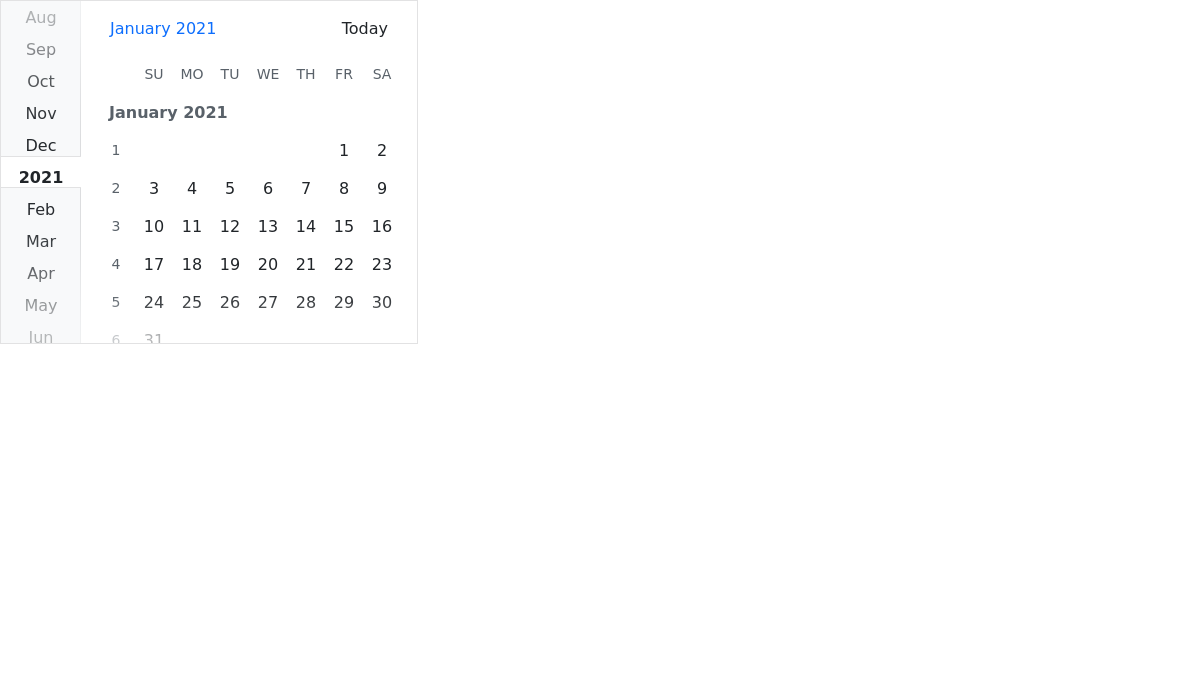 Aug
Sep
Oct
Nov
Dec
2021
Feb
Mar
Apr
May
Jun
January 2021 Today
SU MO TU WE TH FR SA
January 2021
1 1 2
2 3 4 5 6 7 8 9
3 10 11 12 13 14 15 16
4 17 18 19 20 21 22 23
5 24 25 26 27 28 29 30
6 31